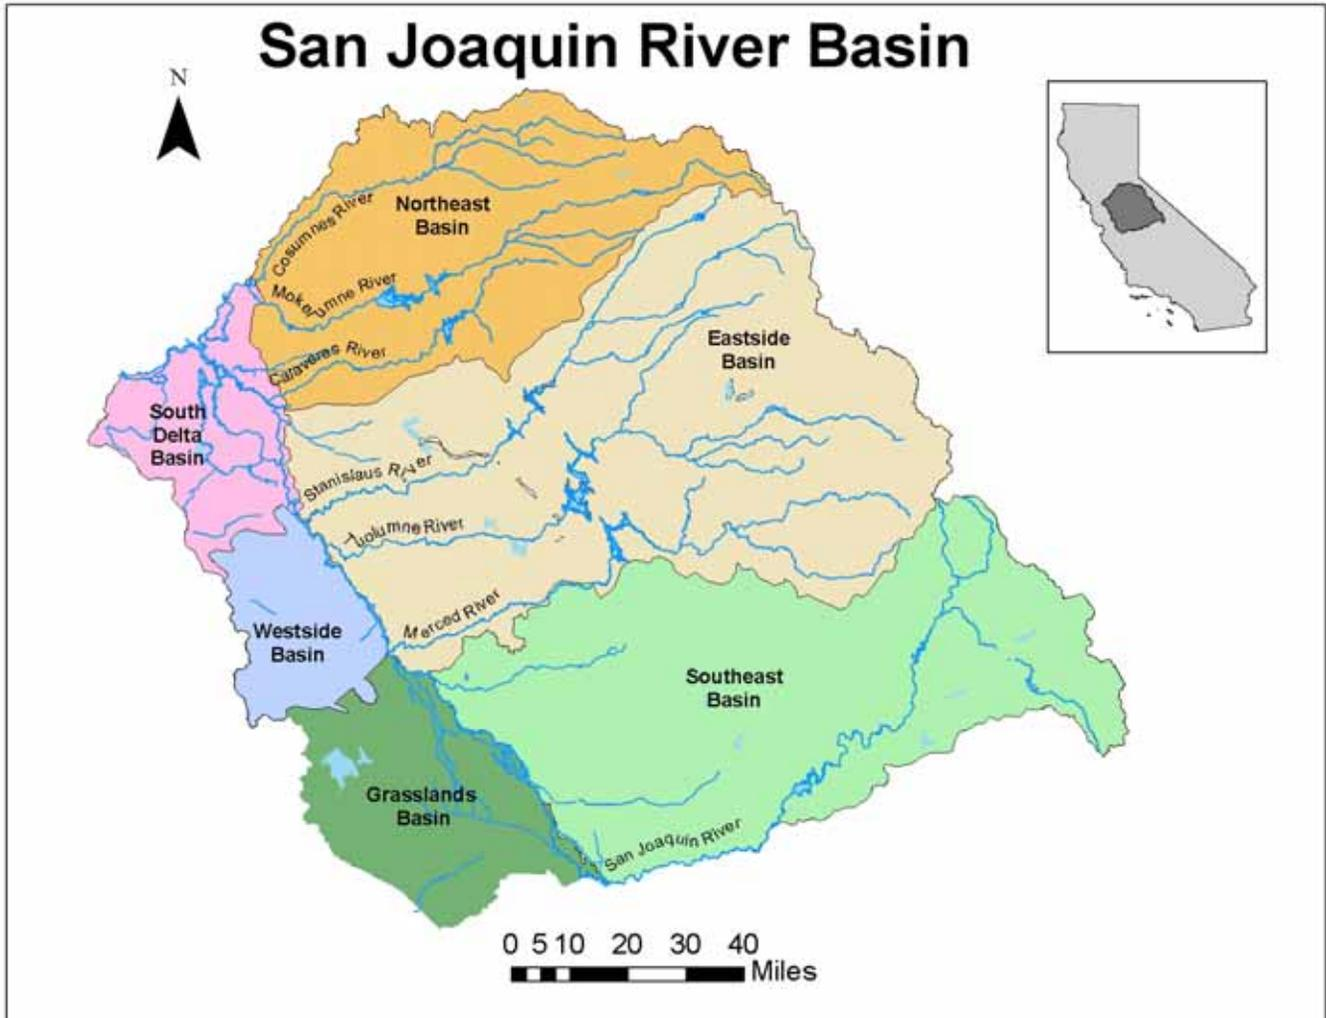 San Joaquin River Basin
N
Northeast
Basin
Cosumnes River
Mokelumne River
Calaveras River
Eastside
Basin
South
Delta
Basin
Stanislaus River
Tuolumne River
Merced River
Westside
Basin
Southeast
Basin
Grasslands
Basin
San Joaquin River
0 5 10 20 30 40
Miles